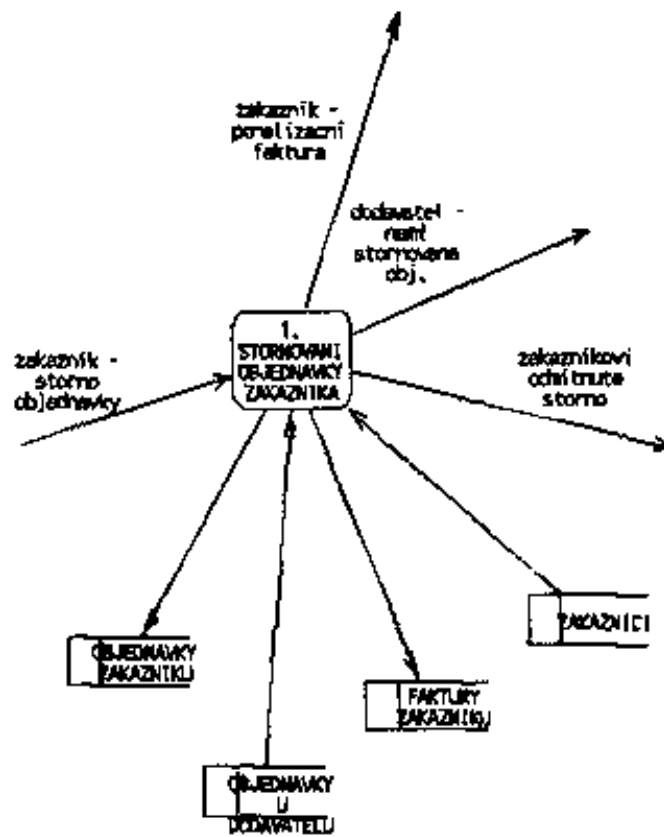 zakaznik -
penalizacni
faktura
dodavatel -
nami
stornovana
obj.
1.
STORNOVANI
OBJEDNAVKY
ZAKAZNIKA
zakaznik -
storno
objednavky
zakaznikovi
odmitnute
storno
ZAKAZNICI
OBJEDNAVKY
ZAKAZNIKU
FAKTURY
ZAKAZNIKU
OBJEDNAVKY
U
DODAVATELU